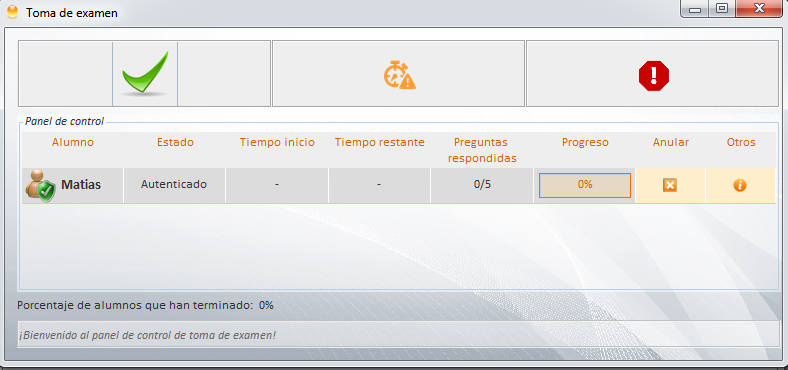 Toma de examen
Panel de control
Alumno Estado Tiempo inicio Tiempo restante Preguntas respondidas Progreso Anular Otros
Matias Autenticado - - 0/5 0%
Porcentaje de alumnos que han terminado: 0%
¡Bienvenido al panel de control de toma de examen!